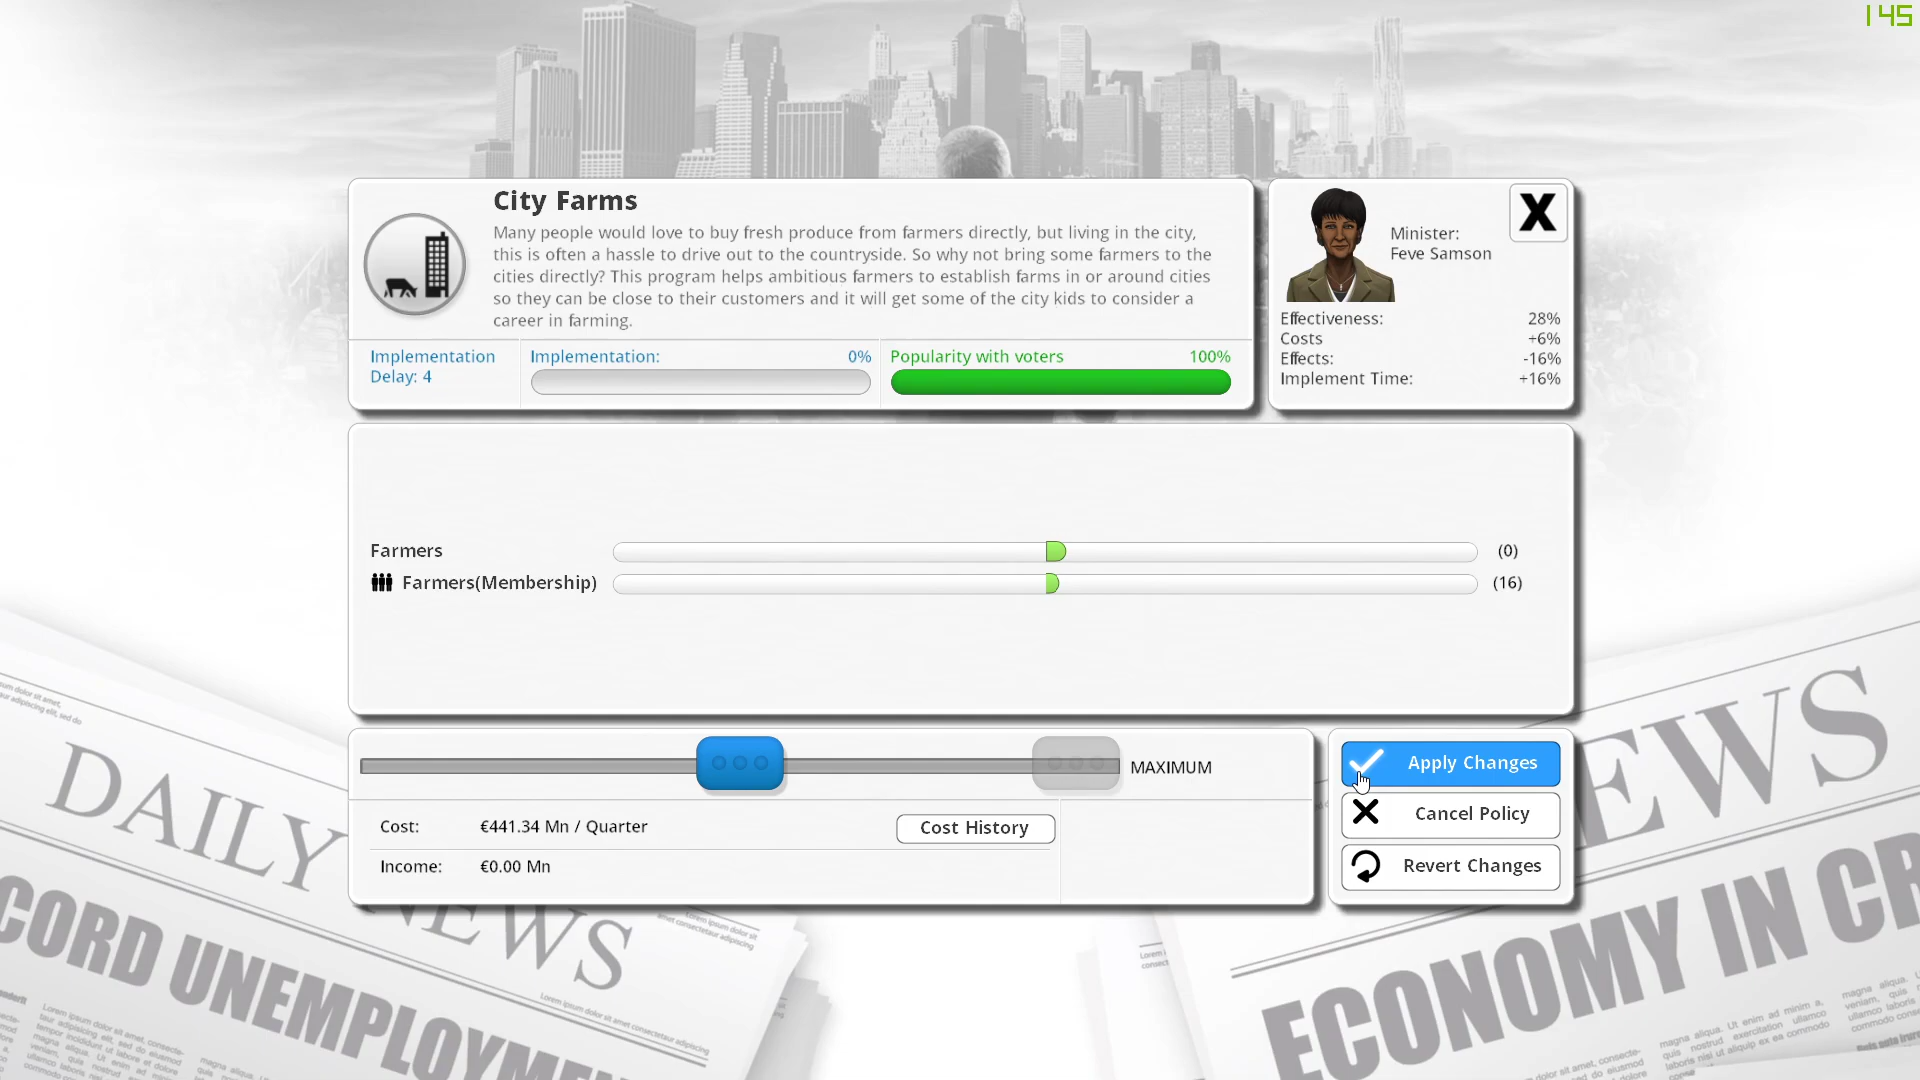 145
City Farms
Many people would love to buy fresh produce from farmers directly, but living in the city,
this is often a hassle to drive out to the countryside. So why not bring some farmers to the
cities directly? This program helps ambitious farmers to establish farms in or around cities
so they can be close to their customers and it will get some of the city kids to consider a
career in farming.
Implementation
Delay: 4
Implementation: 0%
Popularity with voters 100%
X
Minister:
Feve Samson
Effectiveness: 28%
Costs +6%
Effects: -16%
Implement Time: +16%
Farmers (0)
Farmers(Membership) (16)
MAXIMUM
Cost: €441.34 Mn / Quarter
Cost History
Income: €0.00 Mn
Apply Changes
Cancel Policy
Revert Changes
DAILY NEWS
CORD UNEMPLOYME
EWS
ECONOMY IN CR